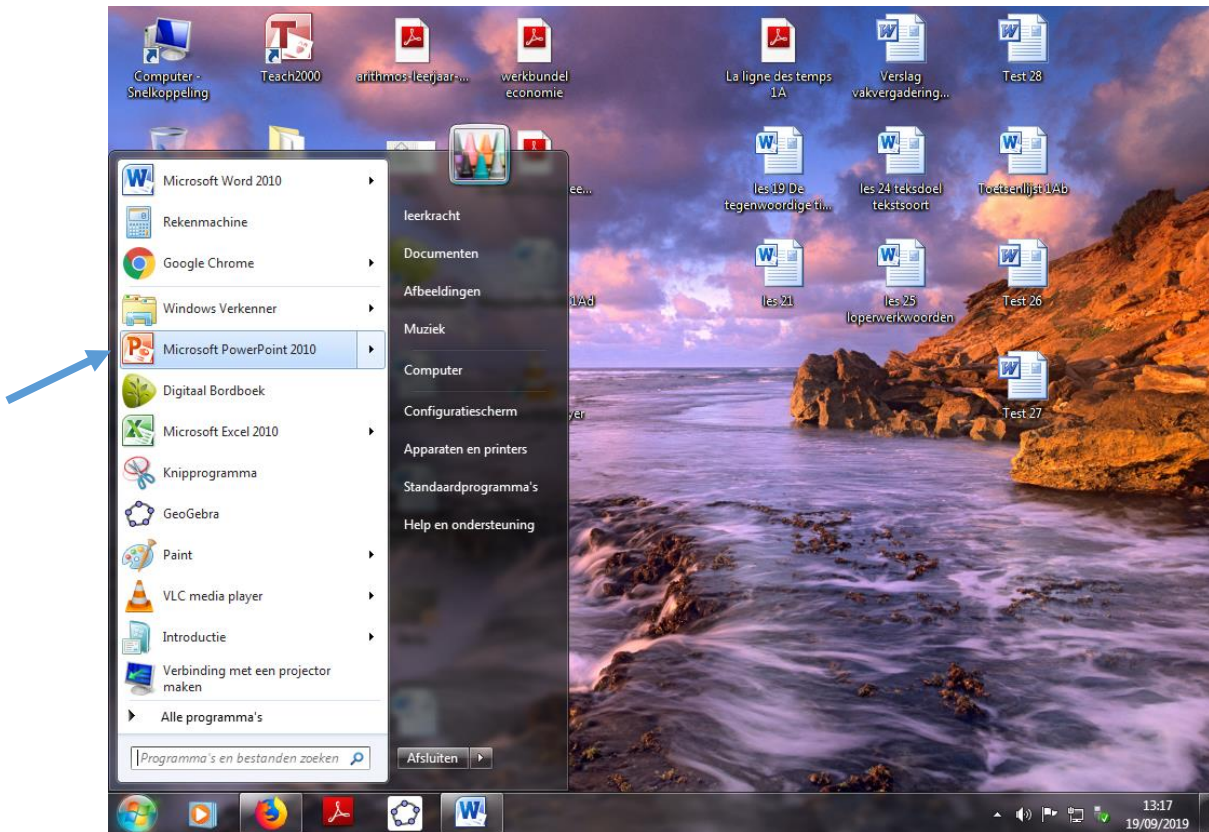 Computer -
Snelkoppeling
Teach2000
arithmos-leerjaar-...
werkbundel
economie
La ligne des temps
1A
Verslag
vakvergadering...
Test 28
les 19 De
tegenwoordige ti...
les 24 teksdoel
tekstsoort
Toetsenlijst 1Ab
les 21
les 25
loperwerkwoorden
Test 26
Test 27
ee...
1Ad
yer
Microsoft Word 2010
Rekenmachine
Google Chrome
Windows Verkenner
Microsoft PowerPoint 2010
Digitaal Bordboek
Microsoft Excel 2010
Knipprogramma
GeoGebra
Paint
VLC media player
Introductie
Verbinding met een projector
maken
Alle programma's
Programma's en bestanden zoeken
leerkracht
Documenten
Afbeeldingen
Muziek
Computer
Configuratiescherm
Apparaten en printers
Standaardprogramma's
Help en ondersteuning
Afsluiten
13:17
19/09/2019